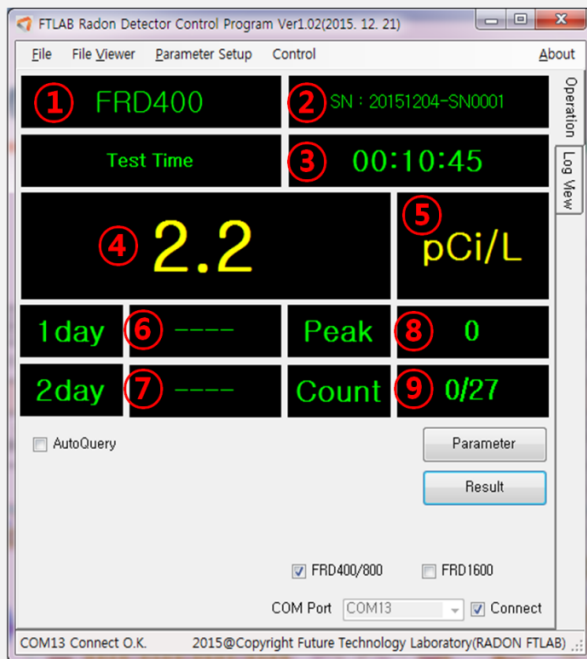 FTLAB Radon Detector Control Program Ver1.02(2015. 12. 21)
File File Viewer Parameter Setup Control About
① FRD400 ② SN : 20151204-SN0001
Operation
Test Time ③ 00:10:45
Log View
④ 2.2 ⑤ pCi/L
1day ⑥ ---- Peak ⑧ 0
2day ⑦ ---- Count ⑨ 0/27
AutoQuery Parameter
Result
FRD400/800 FRD1600
COM Port COM13 Connect
COM13 Connect O.K. 2015@Copyright Future Technology Laboratory(RADON FTLAB)